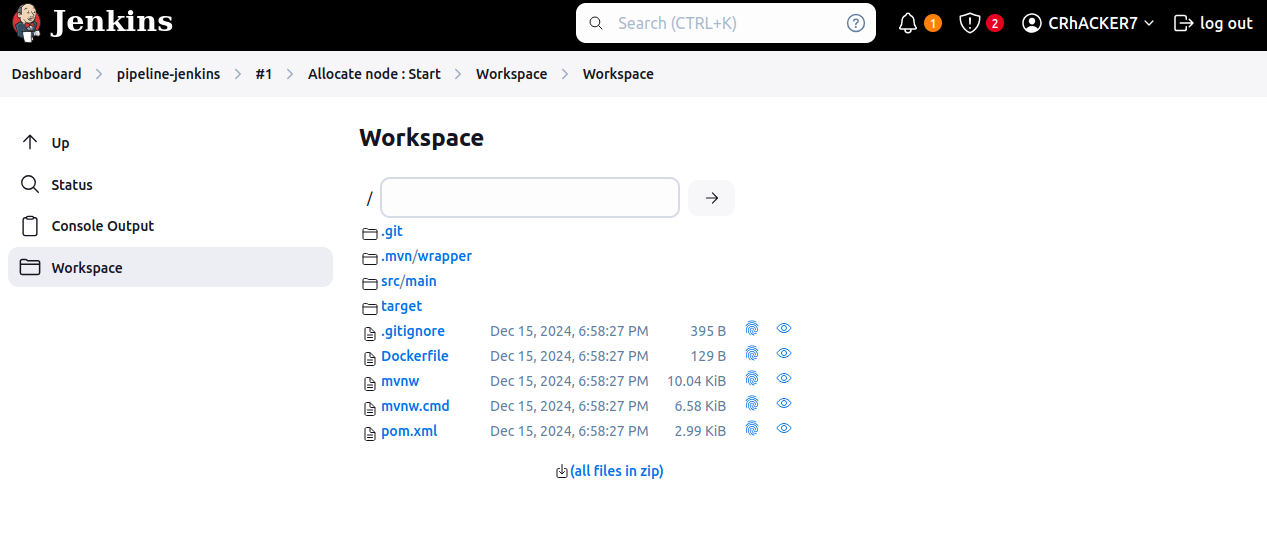 Jenkins
Search (CTRL+K)
?
1
2
CRhACKER7
log out
Dashboard > pipeline-jenkins > #1 > Allocate node : Start > Workspace > Workspace
Up
Status
Console Output
Workspace
Workspace
/
.git
.mvn/wrapper
src/main
target
.gitignore Dec 15, 2024, 6:58:27 PM 395 B
Dockerfile Dec 15, 2024, 6:58:27 PM 129 B
mvnw Dec 15, 2024, 6:58:27 PM 10.04 KiB
mvnw.cmd Dec 15, 2024, 6:58:27 PM 6.58 KiB
pom.xml Dec 15, 2024, 6:58:27 PM 2.99 KiB
(all files in zip)